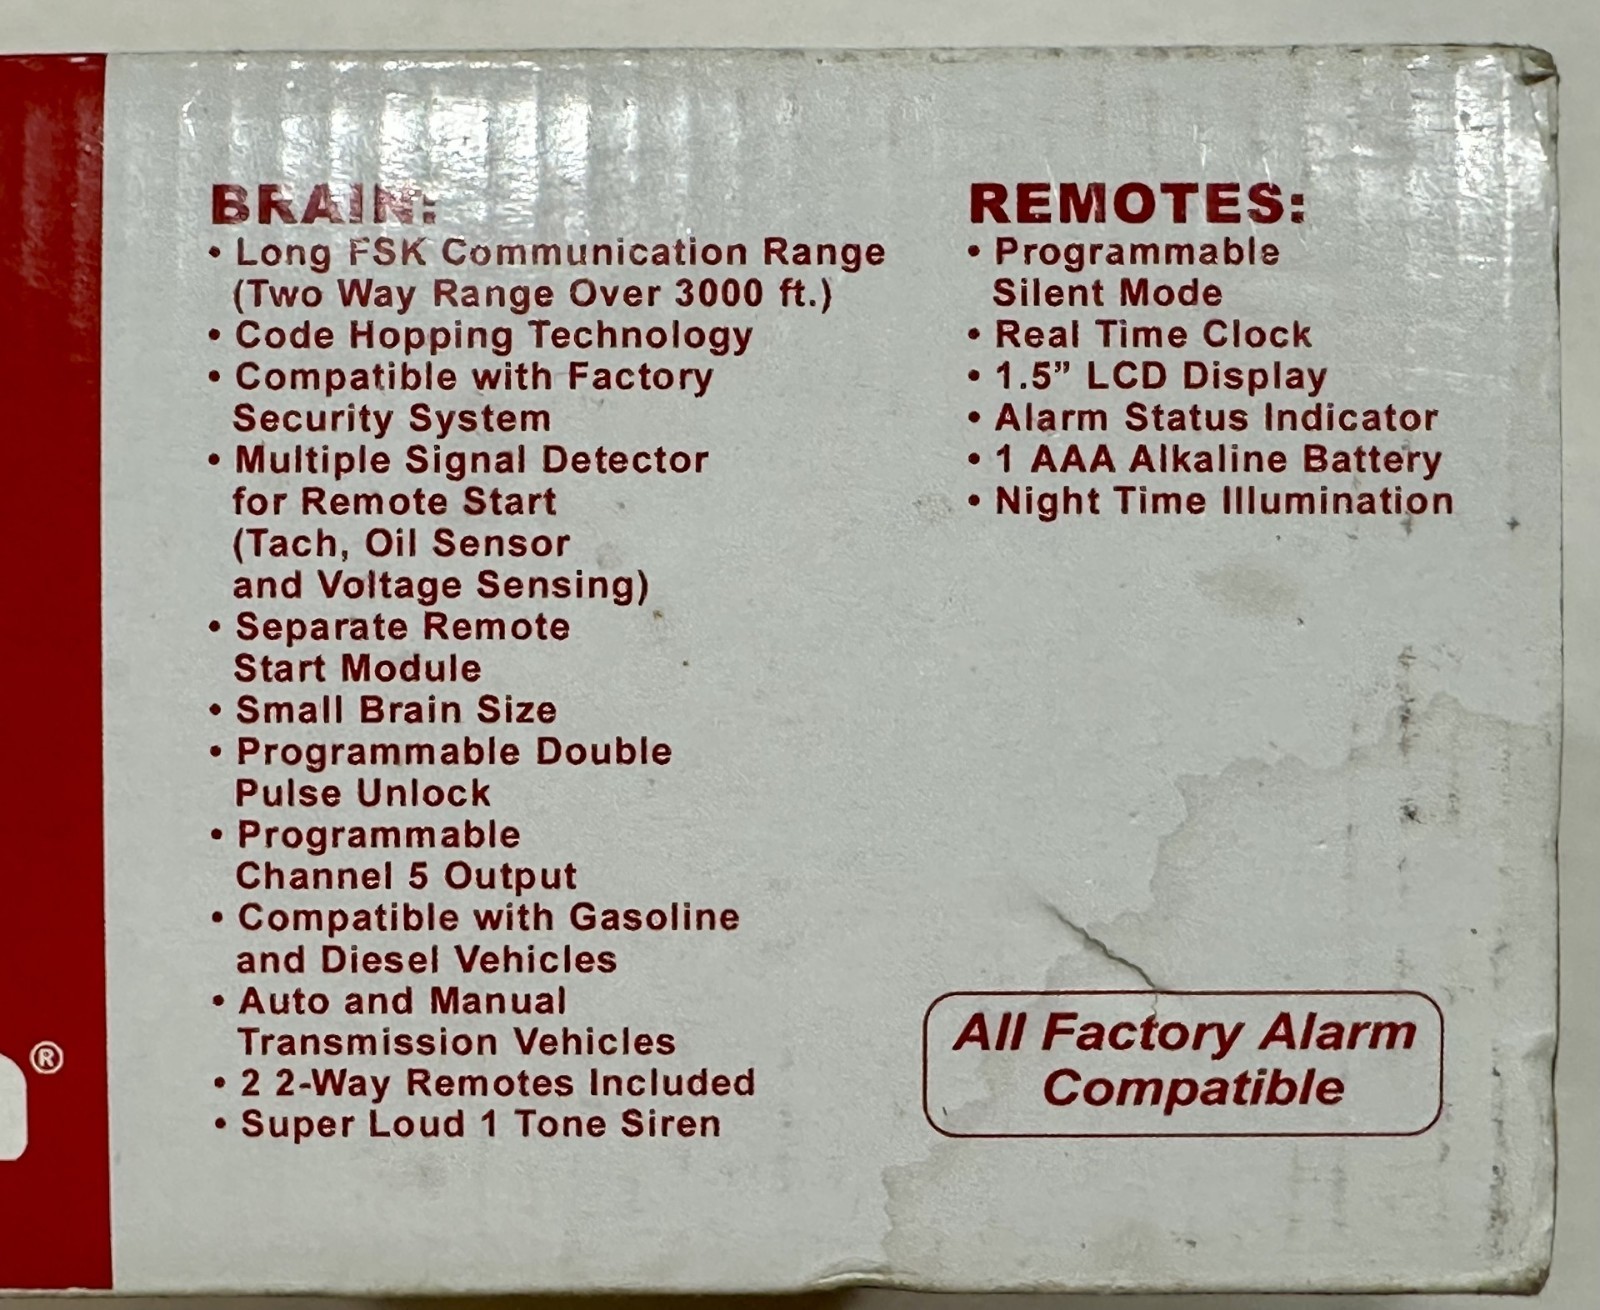 BRAIN:
• Long FSK Communication Range
(Two Way Range Over 3000 ft.)
• Code Hopping Technology
• Compatible with Factory
Security System
• Multiple Signal Detector
for Remote Start
(Tach, Oil Sensor
and Voltage Sensing)
• Separate Remote
Start Module
• Small Brain Size
• Programmable Double
Pulse Unlock
• Programmable
Channel 5 Output
• Compatible with Gasoline
and Diesel Vehicles
• Auto and Manual
Transmission Vehicles
• 2 2-Way Remotes Included
• Super Loud 1 Tone Siren
REMOTES:
• Programmable
Silent Mode
• Real Time Clock
• 1.5” LCD Display
• Alarm Status Indicator
• 1 AAA Alkaline Battery
• Night Time Illumination
All Factory Alarm
Compatible
®